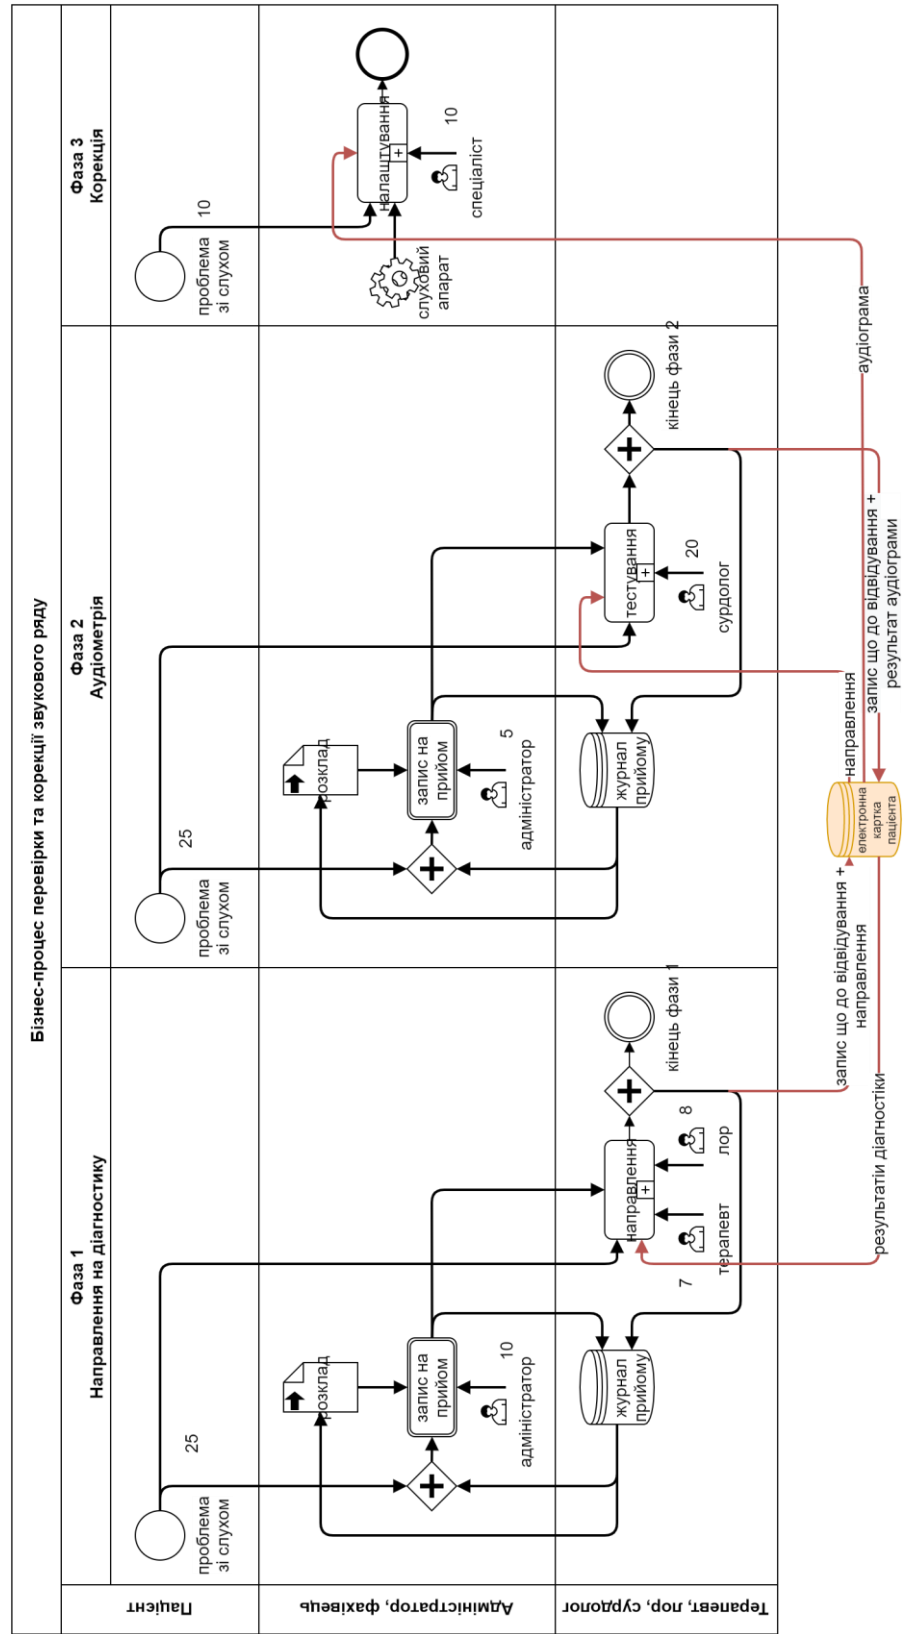 Бізнес-процес перевірки та корекції звукового ряду
Фаза 1
Направлення на діагностику
Фаза 2
Аудіометрія
Фаза 3
Корекція
Пацієнт
проблема
зі слухом
25
проблема
зі слухом
25
проблема
зі слухом
10
Адміністратор, фахівець
розклад
запис на
прийом
10
адміністратор
розклад
запис на
прийом
5
адміністратор
слуховий
апарат
налаштування
+
10
спеціаліст
Терапевт, лор, сурдолог
журнал
прийому
направлення
+
7
терапевт
8
лор
кінець фази 1
журнал
прийому
тестування
+
20
сурдолог
кінець фази 2
результатіи діагностіки
запис що до відвідування +
направлення
електронна
картка
пацієнта
направлення
запис що до відвідування +
результат аудіограми
аудіограма